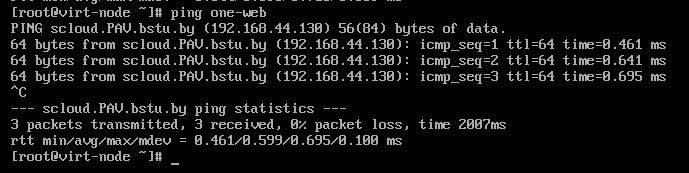 [root@virt-node ~]# ping one-web
PING scloud.PAV.bstu.by (192.168.44.130) 56(84) bytes of data.
64 bytes from scloud.PAV.bstu.by (192.168.44.130): icmp_seq=1 ttl=64 time=0.461 ms
64 bytes from scloud.PAV.bstu.by (192.168.44.130): icmp_seq=2 ttl=64 time=0.641 ms
64 bytes from scloud.PAV.bstu.by (192.168.44.130): icmp_seq=3 ttl=64 time=0.695 ms
^C
--- scloud.PAV.bstu.by ping statistics ---
3 packets transmitted, 3 received, 0% packet loss, time 2007ms
rtt min/avg/max/mdev = 0.461/0.599/0.695/0.100 ms
[root@virt-node ~]# _